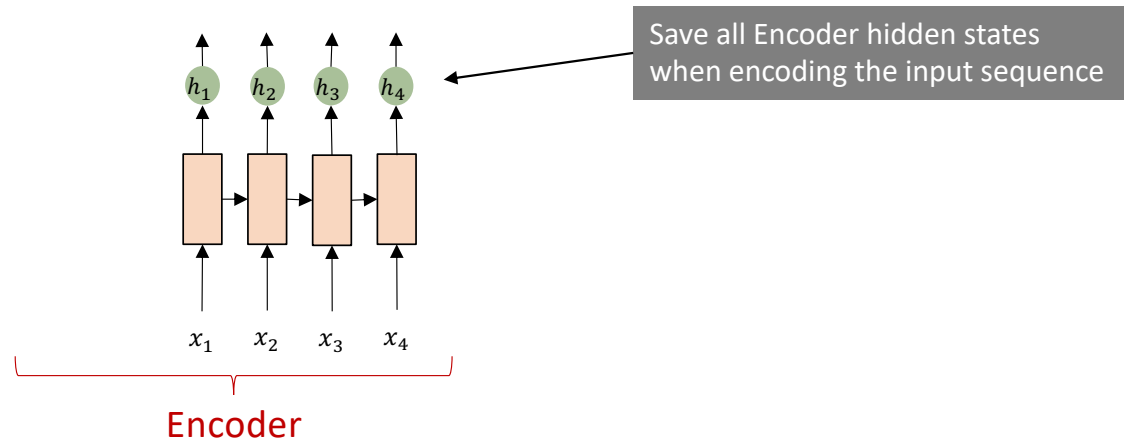 Save all Encoder hidden states
when encoding the input sequence
h₁ h₂ h₃ h₄
x₁ x₂ x₃ x₄
Encoder